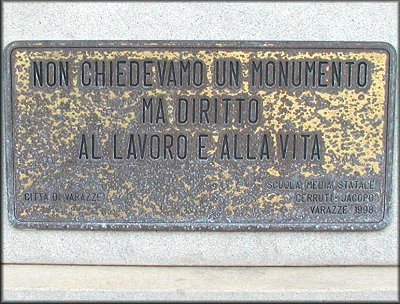 NON CHIEDEVAMO UN MONUMENTO
MA DIRITTO
AL LAVORO E ALLA VITA
CITTÀ DI VARAZZE
SCUOLA MEDIA STATALE
CERRUTI JACOPO
VARAZZE 1998